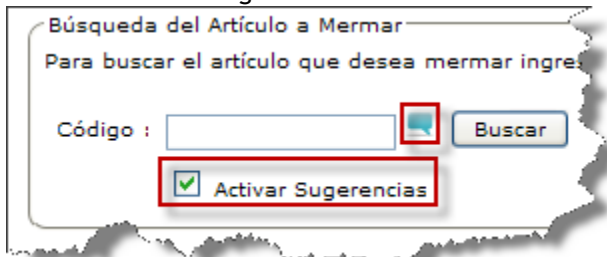 Búsqueda del Artículo a Mermar
Para buscar el artículo que desea mermar ingre
Código :
Buscar
Activar Sugerencias